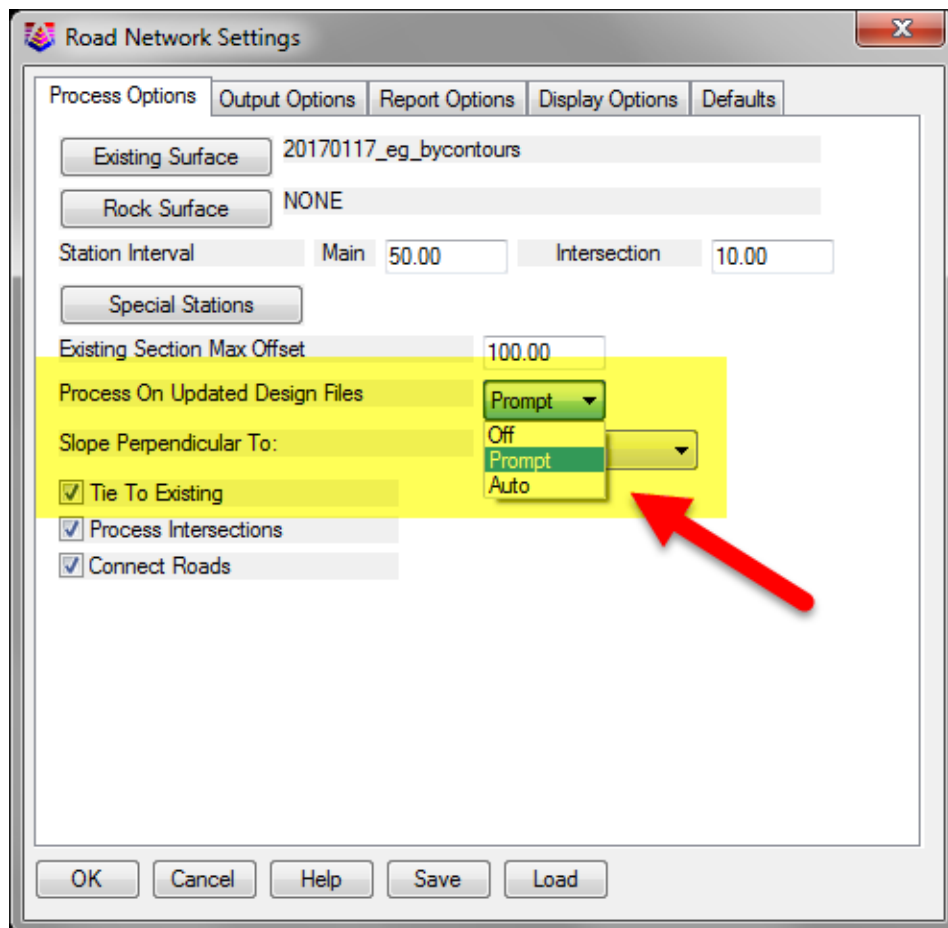 Road Network Settings
Process Options Output Options Report Options Display Options Defaults
Existing Surface 20170117_eg_bycontours
Rock Surface NONE
Station Interval Main 50.00 Intersection 10.00
Special Stations
Existing Section Max Offset 100.00
Process On Updated Design Files Prompt
Off
Slope Perpendicular To:
Prompt
Auto
Tie To Existing
Process Intersections
Connect Roads
OK Cancel Help Save Load